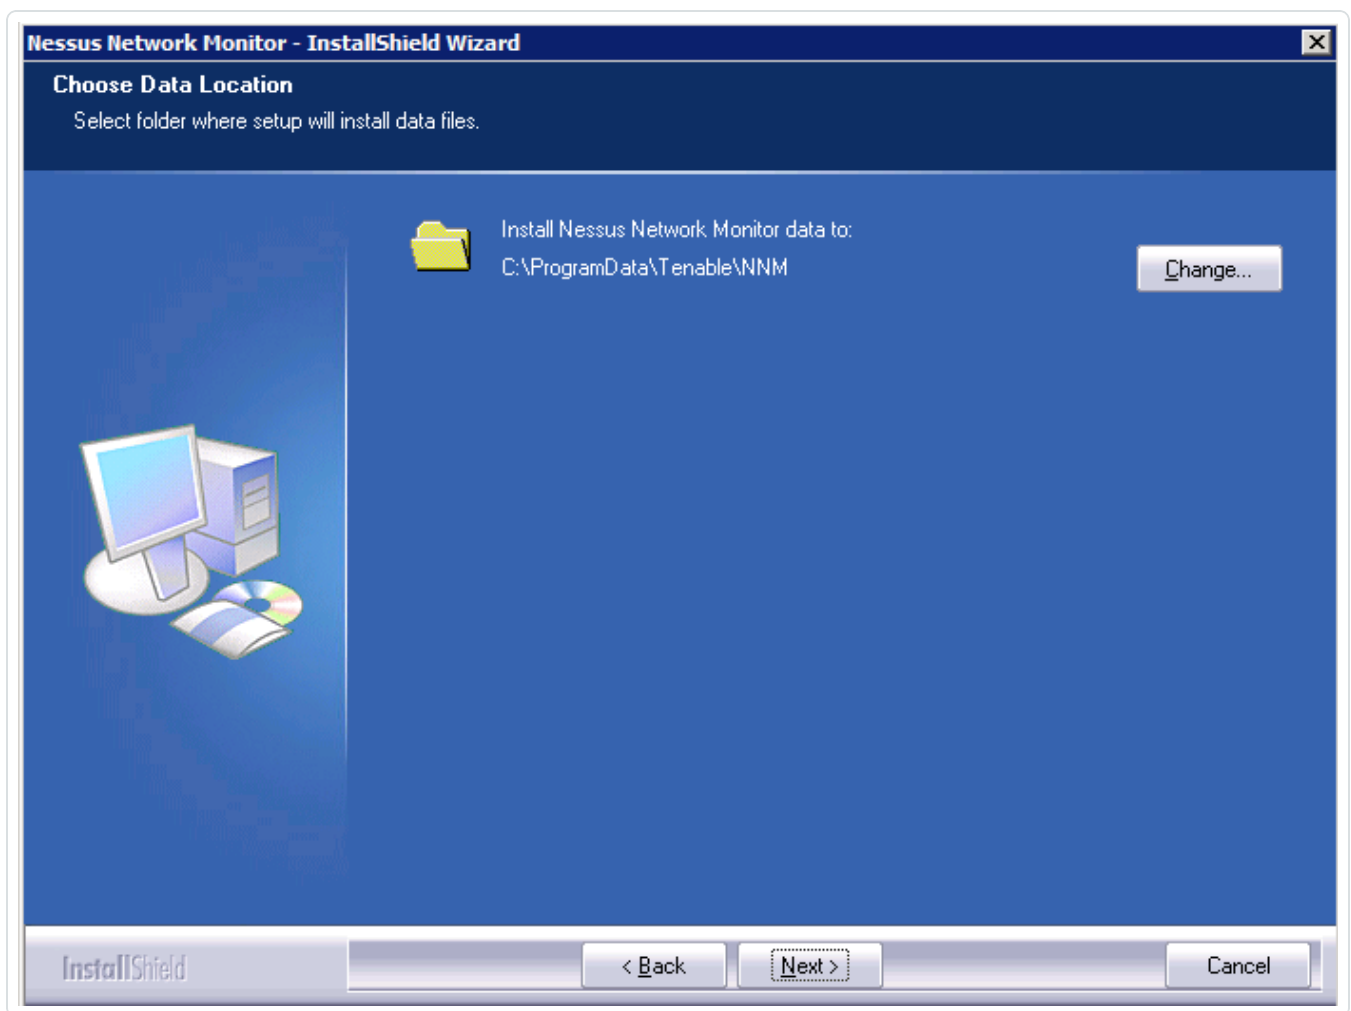 Nessus Network Monitor - InstallShield Wizard
Choose Data Location
Select folder where setup will install data files.
Install Nessus Network Monitor data to:
C:\ProgramData\Tenable\NNM
Change...
InstallShield
< Back
Next >
Cancel